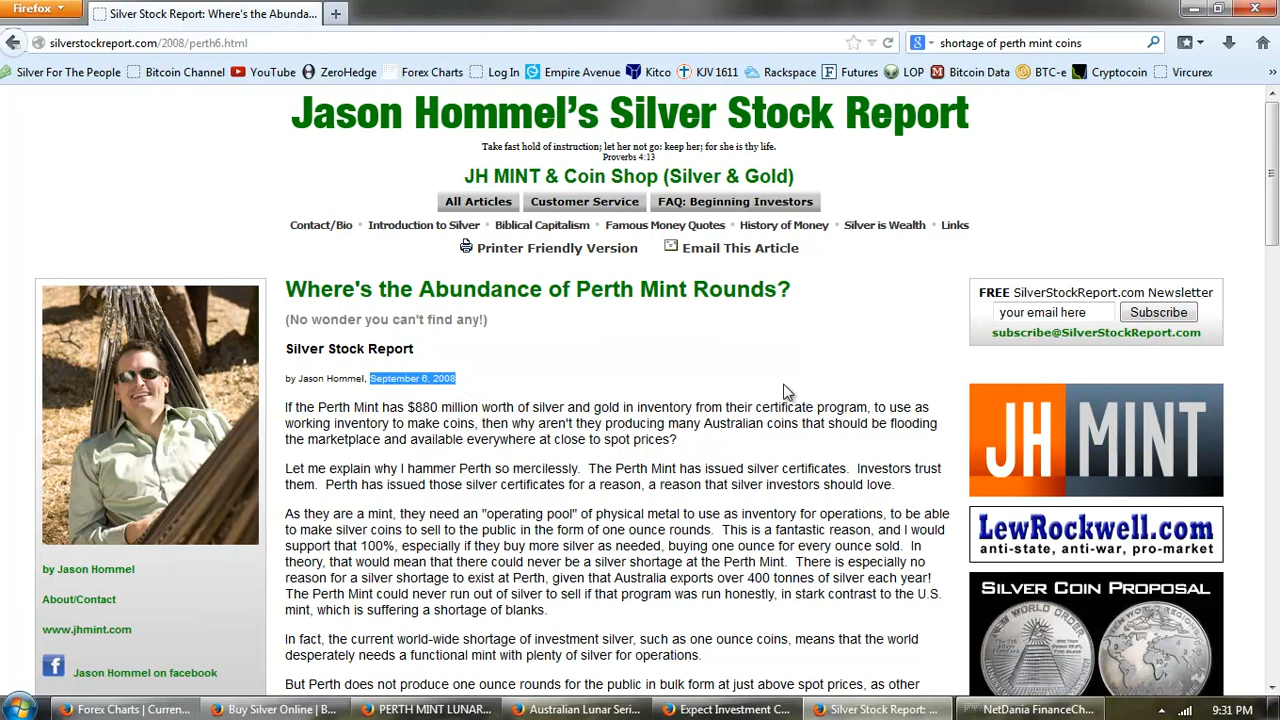 Firefox
Silver Stock Report: Where's the Abunda...
silverstockreport.com/2008/perth6.html
shortage of perth mint coins
Silver For The People
Bitcoin Channel
YouTube
ZeroHedge
Forex Charts
Log In
Empire Avenue
Kitco
KJV 1611
Rackspace
Futures
LOP
Bitcoin Data
BTC-e
Cryptocoin
Vircurex
Jason Hommel's Silver Stock Report
Take fast hold of instruction; let her not go: keep her; for she is thy life.
Proverbs 4:13
JH MINT & Coin Shop (Silver & Gold)
All Articles
Customer Service
FAQ: Beginning Investors
Contact/Bio • Introduction to Silver • Biblical Capitalism • Famous Money Quotes • History of Money • Silver is Wealth • Links
Printer Friendly Version
Email This Article
Where's the Abundance of Perth Mint Rounds?
(No wonder you can't find any!)
Silver Stock Report
by Jason Hommel, September 6, 2008
If the Perth Mint has $880 million worth of silver and gold in inventory from their certificate program, to use as
working inventory to make coins, then why aren't they producing many Australian coins that should be flooding
the marketplace and available everywhere at close to spot prices?
Let me explain why I hammer Perth so mercilessly.  The Perth Mint has issued silver certificates.  Investors trust
them.  Perth has issued those silver certificates for a reason, a reason that silver investors should love.
As they are a mint, they need an "operating pool" of physical metal to use as inventory for operations, to be able
to make silver coins to sell to the public in the form of one ounce rounds.  This is a fantastic reason, and I would
support that 100%, especially if they buy more silver as needed, buying one ounce for every ounce sold.  In
theory, that would mean that there could never be a silver shortage at the Perth Mint.  There is especially no
reason for a silver shortage to exist at Perth, given that Australia exports over 400 tonnes of silver each year!
The Perth Mint could never run out of silver to sell if that program was run honestly, in stark contrast to the U.S.
mint, which is suffering a shortage of blanks.
In fact, the current world-wide shortage of investment silver, such as one ounce coins, means that the world
desperately needs a functional mint with plenty of silver for operations.
But Perth does not produce one ounce rounds for the public in bulk form at just above spot prices, as other
by Jason Hommel
About/Contact
www.jhmint.com
Jason Hommel on facebook
FREE SilverStockReport.com Newsletter
your email here
Subscribe
subscribe@SilverStockReport.com
JH MINT
LewRockwell.com
anti-state, anti-war, pro-market
SILVER COIN PROPOSAL
Forex Charts | Curren...
Buy Silver Online | B...
PERTH MINT LUNAR...
Australian Lunar Seri...
Expect Investment C...
Silver Stock Report: ...
NetDania FinanceCh...
9:31 PM